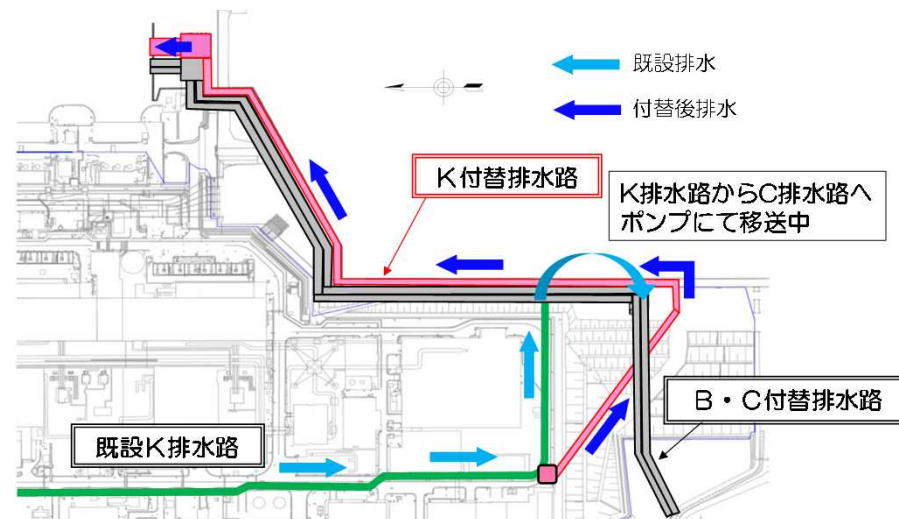 既設排水
付替後排水
K付替排水路
K排水路からC排水路へ
ポンプにて移送中
B・C付替排水路
既設K排水路